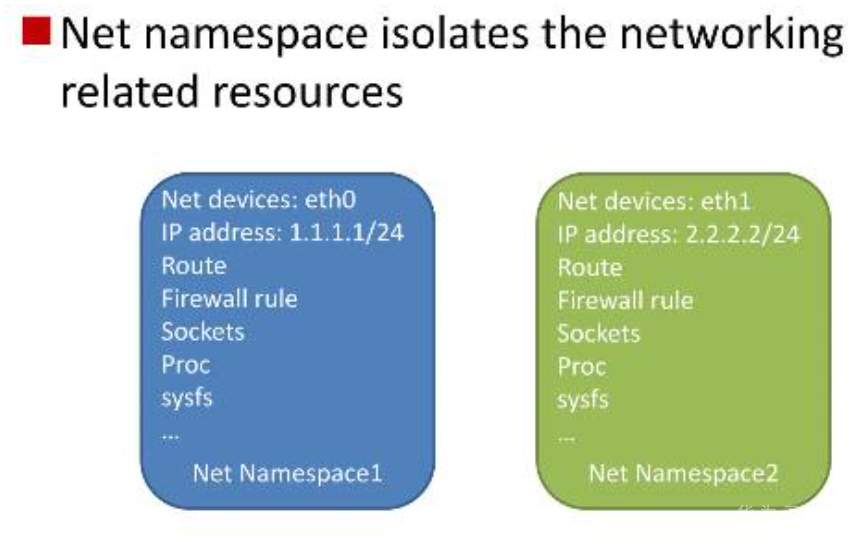 Net namespace isolates the networking
related resources
Net devices: eth0
IP address: 1.1.1.1/24
Route
Firewall rule
Sockets
Proc
sysfs
...
Net Namespace1
Net devices: eth1
IP address: 2.2.2.2/24
Route
Firewall rule
Sockets
Proc
sysfs
...
Net Namespace2